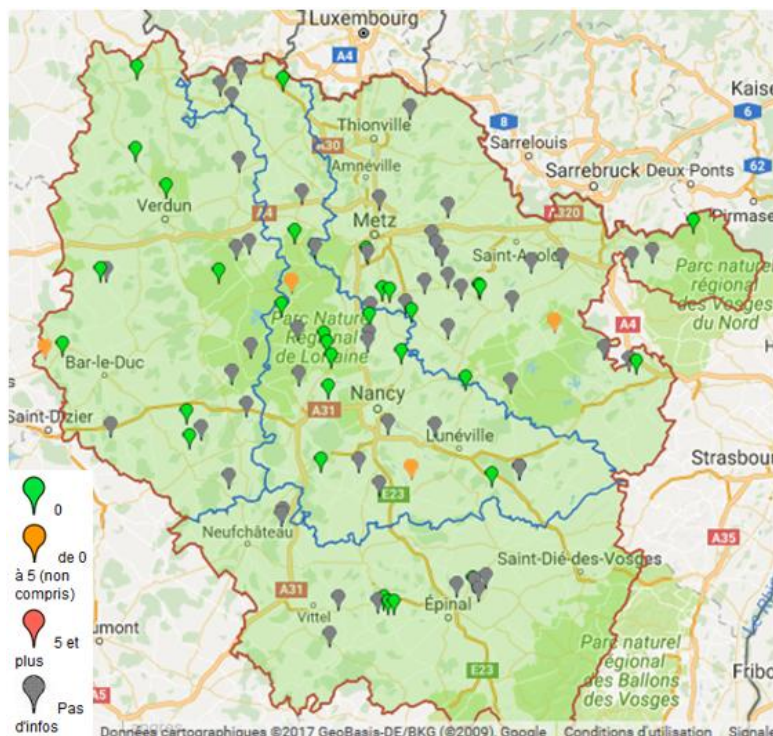 Luxembourg
A4
Kaise
Thionville
8
6
A30
Sarrelouis
Amnéville
Sarrebruck
Deux Ponts
62
Verdun
A4
Metz
A320
Pirmase
Saint-Avold
Parc naturel
régional
des Vosges
du Nord
A4
Parc Nature
Régional
de Lorraine
Bar-le-Duc
Saint-Dizier
A31
Nancy
Lunéville
Strasbour
E23
A35
Neufchâteau
Saint-Dié-des-Vosges
A31
Vittel
Épinal
E23
aumont
Parc naturel
régional
des Ballons
des Vosges
Fribo
A5
0
de 0
à 5 (non
compris)
5 et
plus
Pas
d'infos
Données cartographiques ©2017 GeoBasis-DE/BKG (©2009), Google
Conditions d'utilisation
Signale